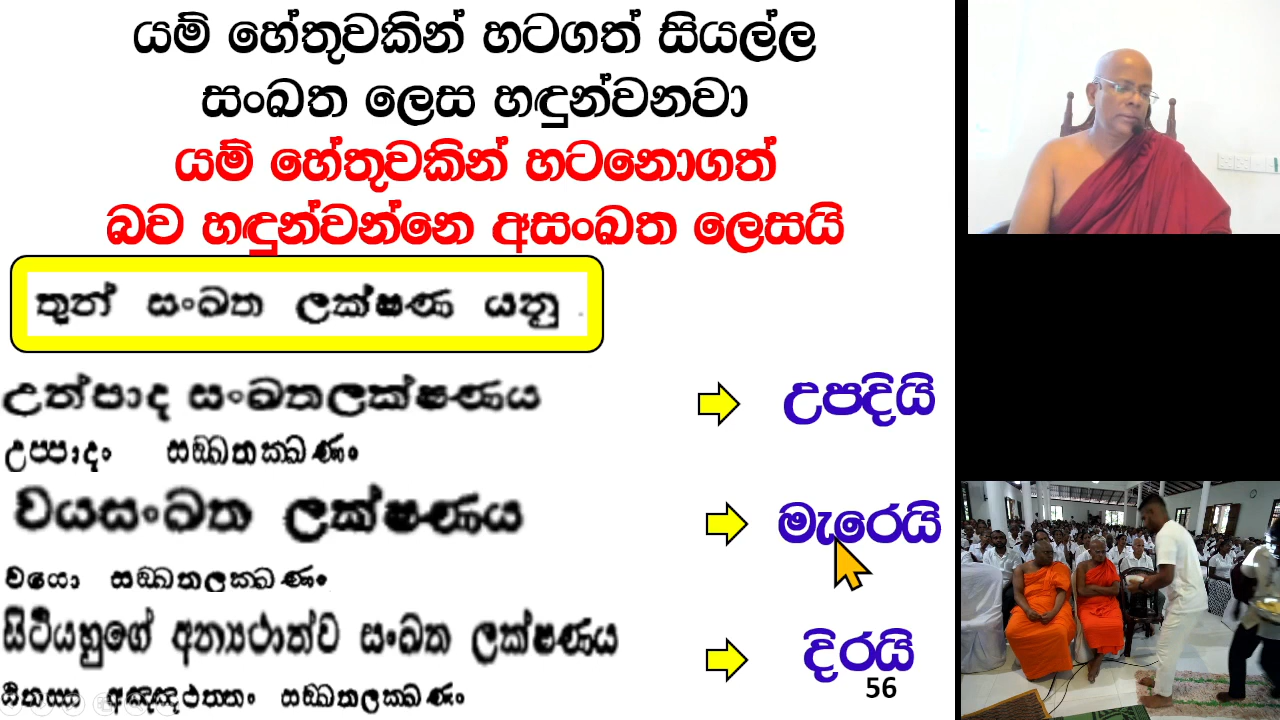 යම් හේතුවකින් හටගත් සියල්ල
සංඛත ලෙස හඳුන්වනවා
යම් හේතුවකින් හටනොගත්
බව හඳුන්වන්නෙ අසංඛත ලෙසයි
තුන් සංඛත ලක්ෂණ යනු
උත්පාද සංඛතලක්ෂණය
උපදියි
උප්පාදං සඞ්ඛතක්ඛණං
වයසංඛත ලක්ෂණය
මැරෙයි
වයො සඞ්ඛතලක්ඛණං
සිටියහුගේ අන්‍යථාත්ව සංඛත ලක්ෂණය
දිරයි
ඨිතස්ස අඤ්ඤථත්තං සඞ්ඛතලක්ඛණං
56